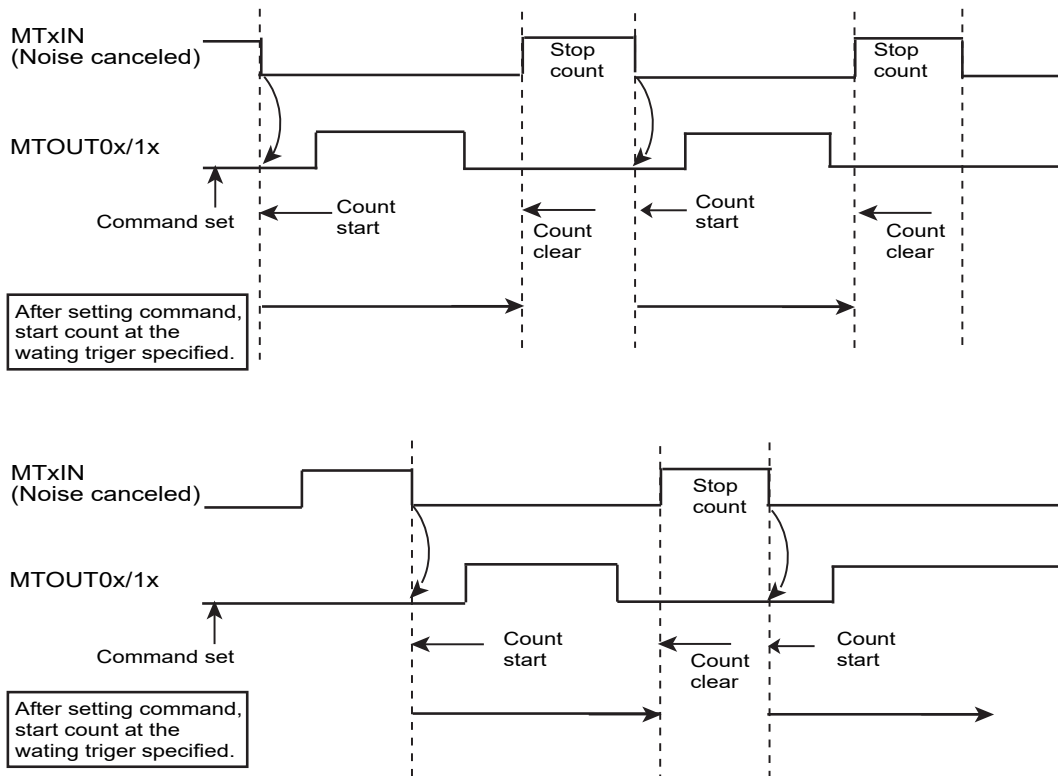 MTxIN
(Noise canceled)
Stop
count
Stop
count
MTOUT0x/1x
Command set
Count
start
Count
clear
Count
start
Count
clear
After setting command,
start count at the
wating triger specified.
MTxIN
(Noise canceled)
Stop
count
MTOUT0x/1x
Command set
Count
start
Count
clear
Count
start
After setting command,
start count at the
wating triger specified.